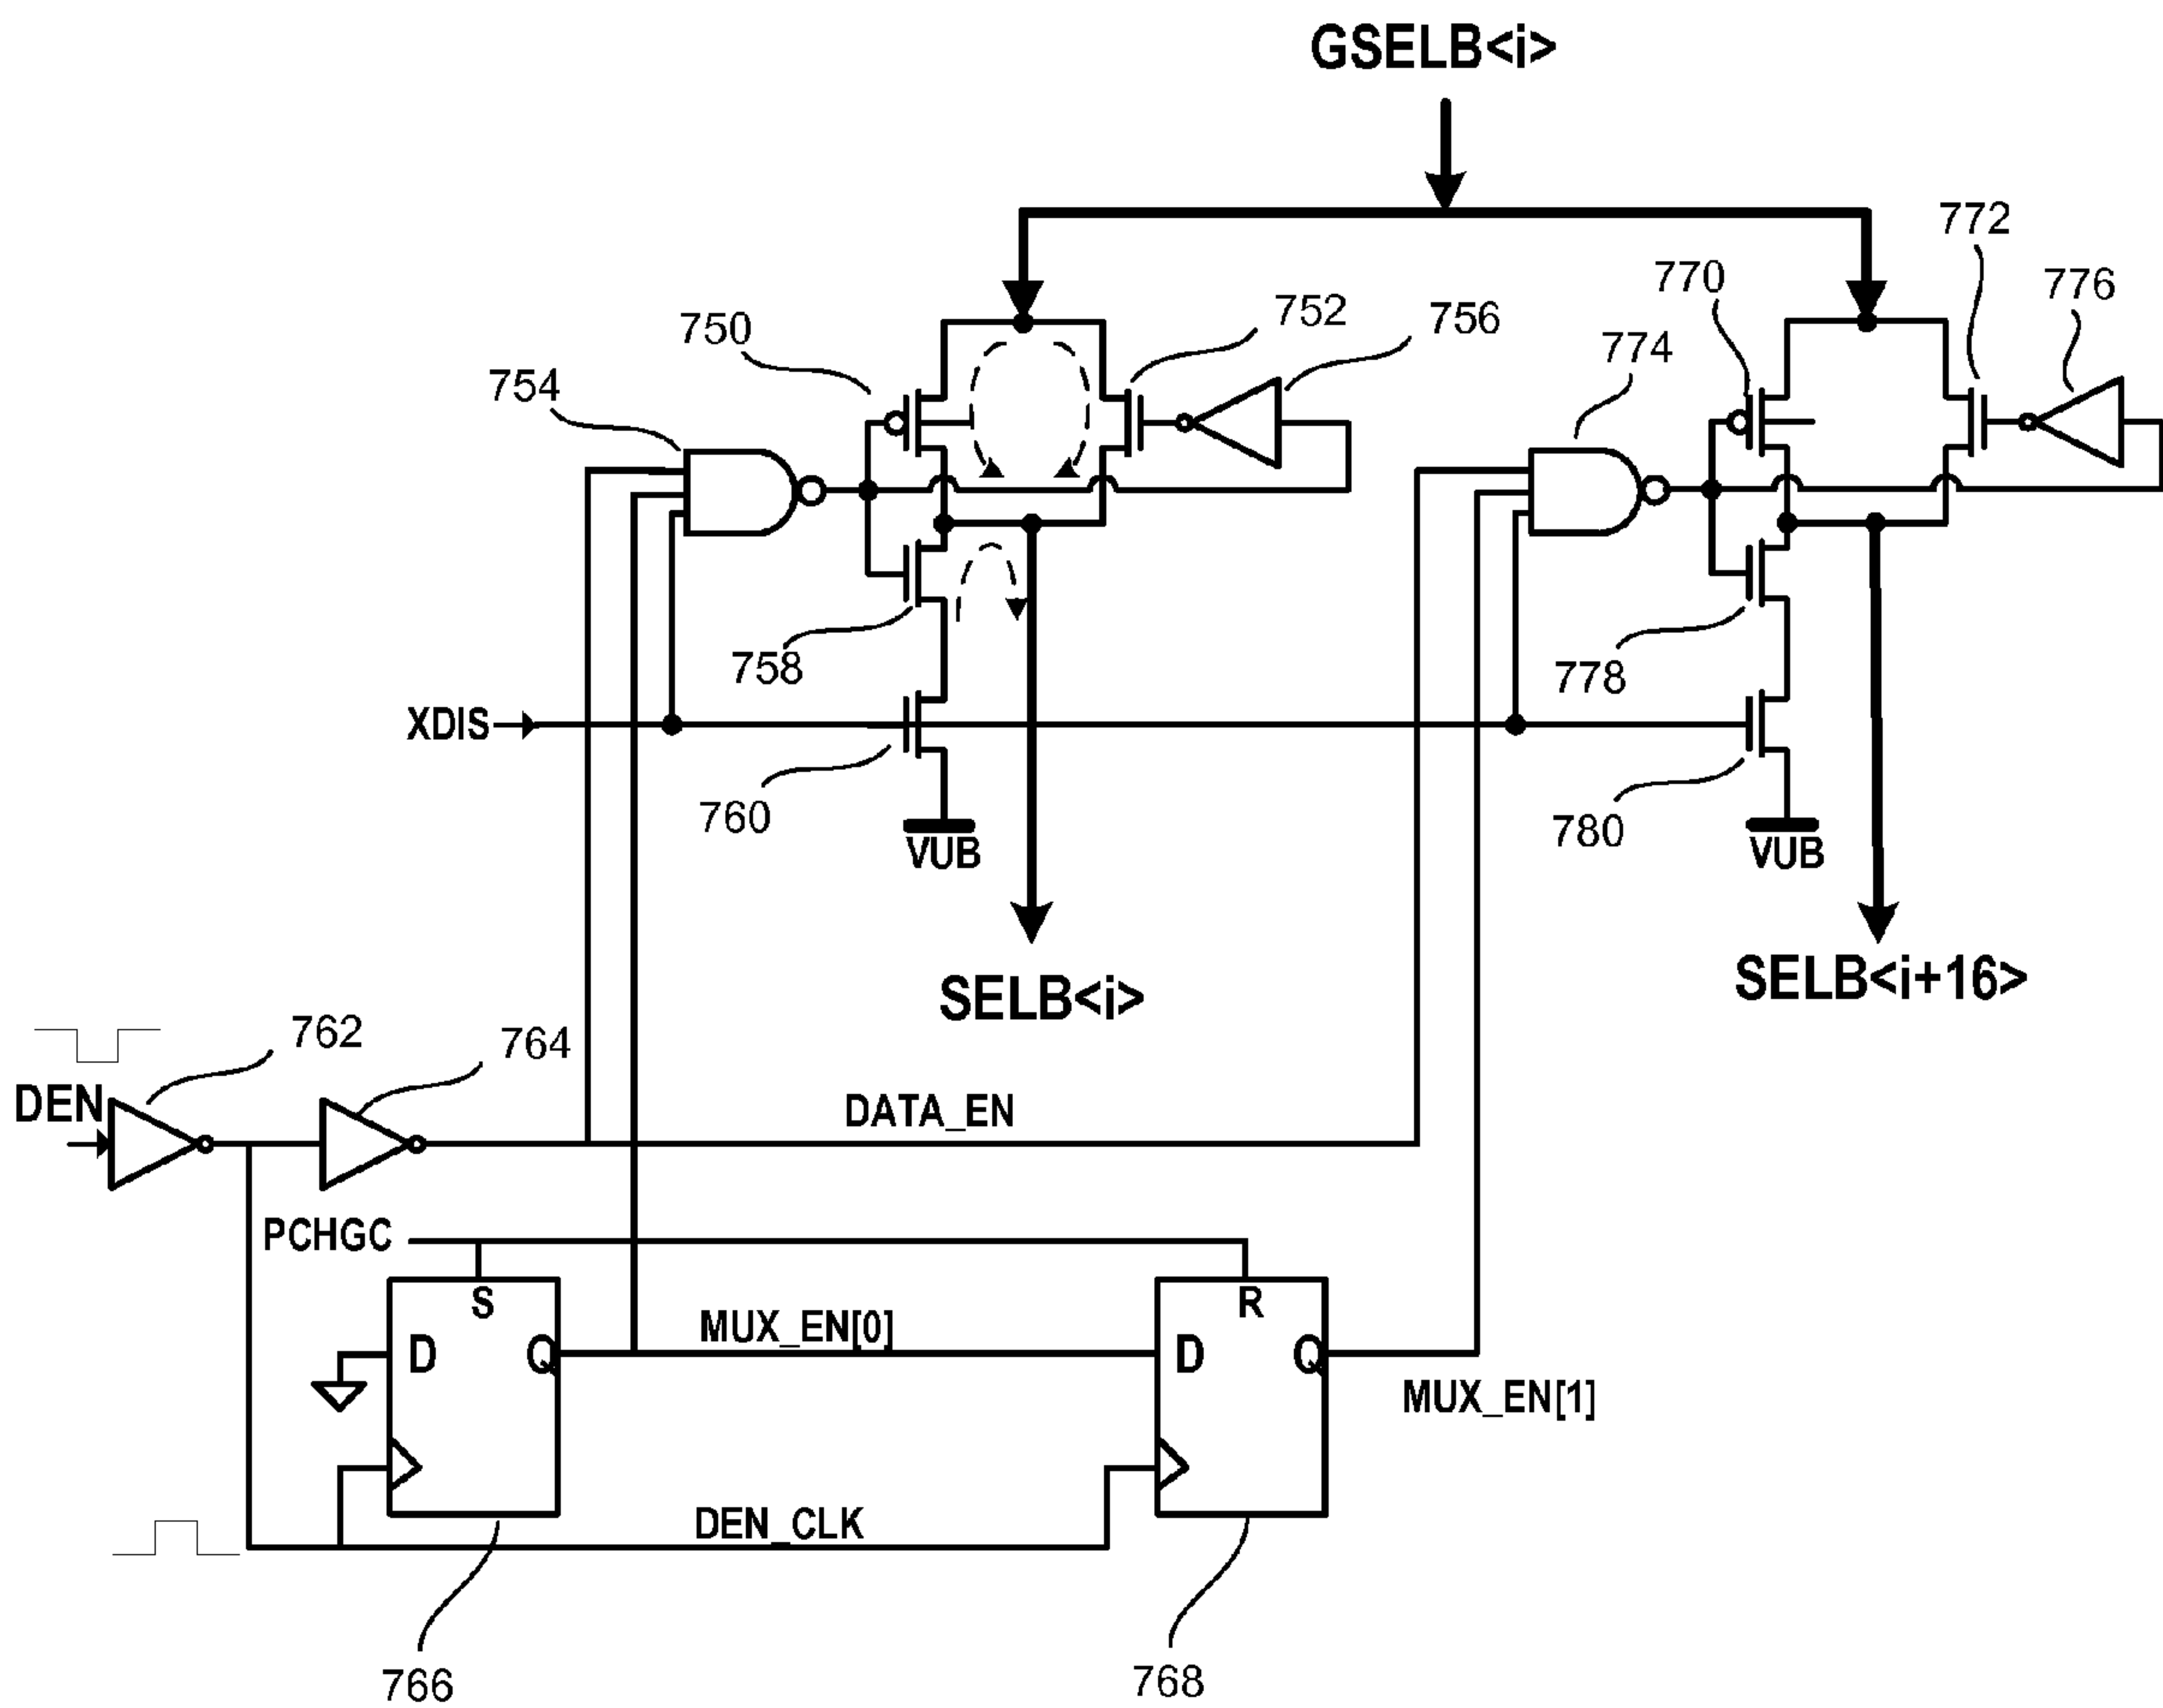 GSELB<i>
772
770
776
750
752
756
774
754
758
778
XDIS
760
780
VUB
VUB
SELB<i>
SELB<i+16>
762
764
DEN
DATA_EN
PCHGC
S
R
D
Q
MUX_EN[0]
D
Q
MUX_EN[1]
DEN_CLK
766
768